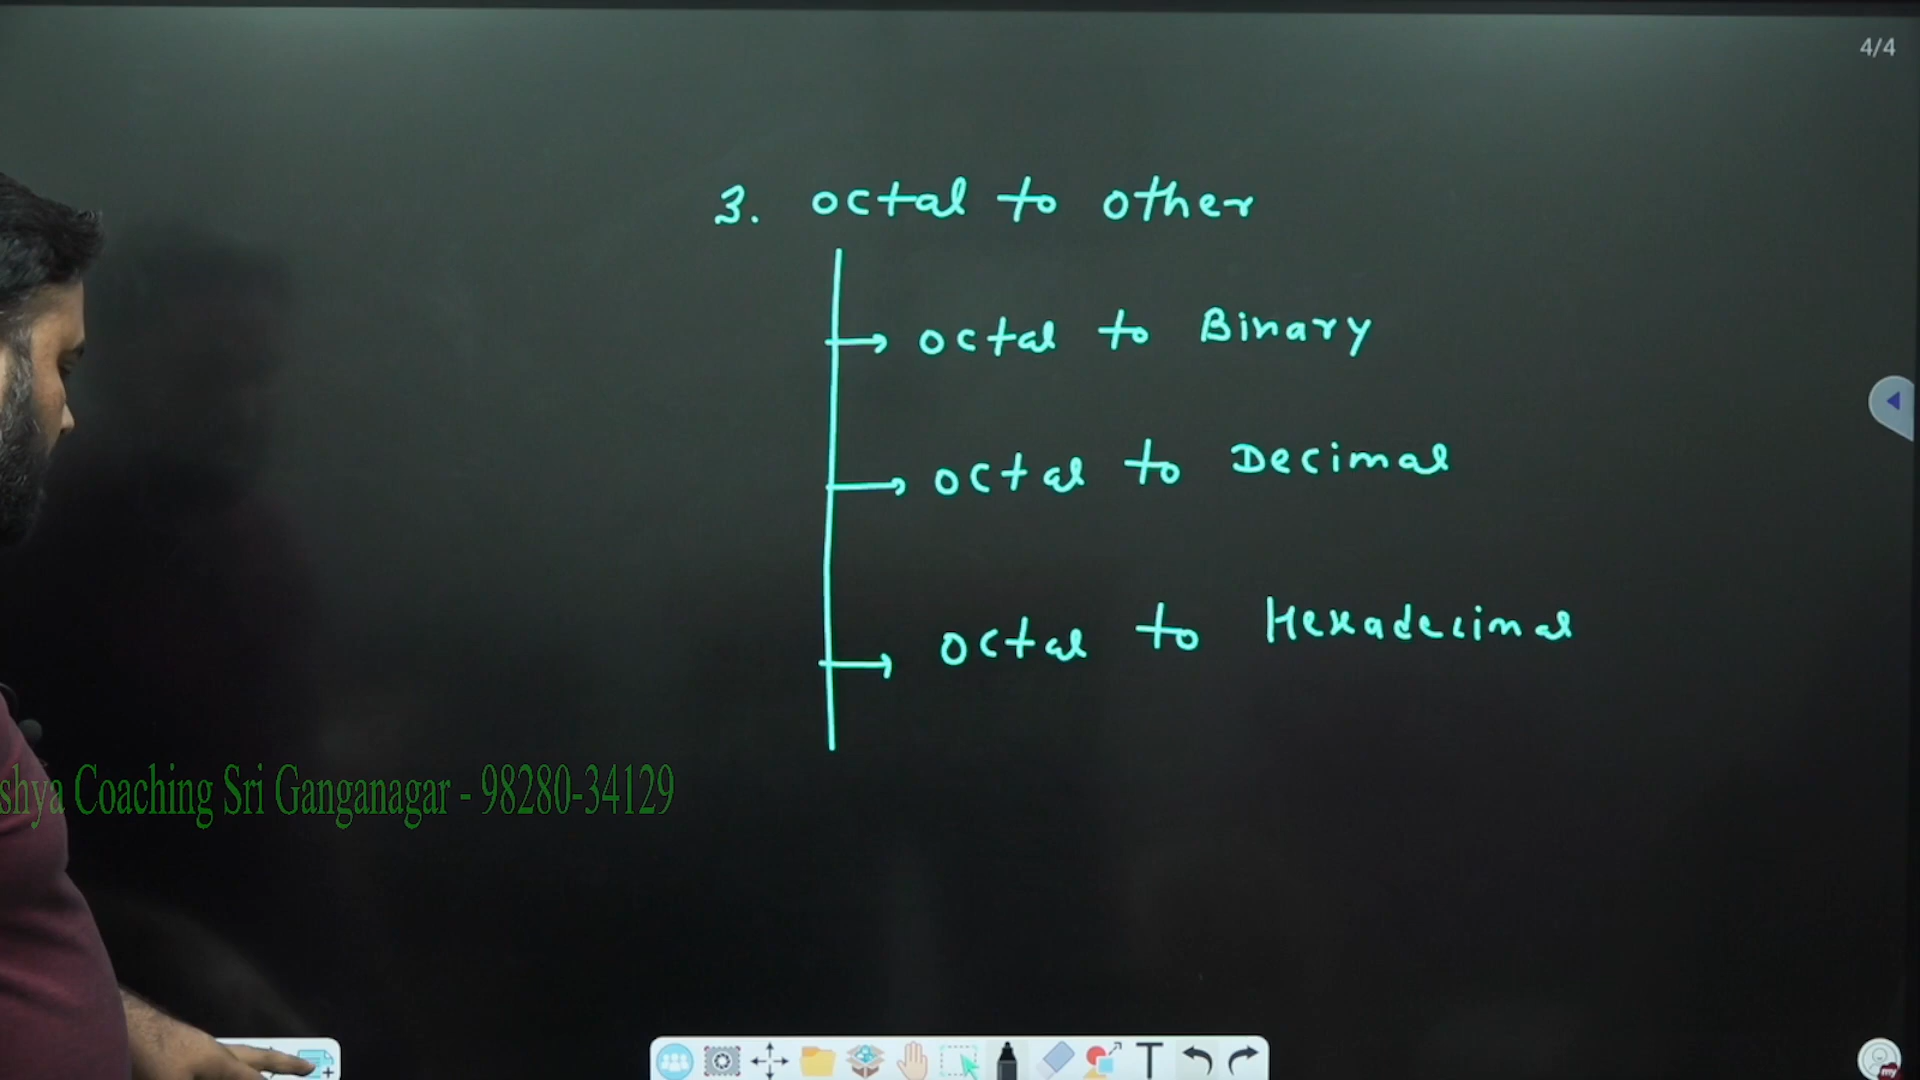 4/4
3. octal to other
octal to Binary
octal to Decimal
octal to Hexadecimal
Coaching Sri Ganganagar - 98280-34129
T
my